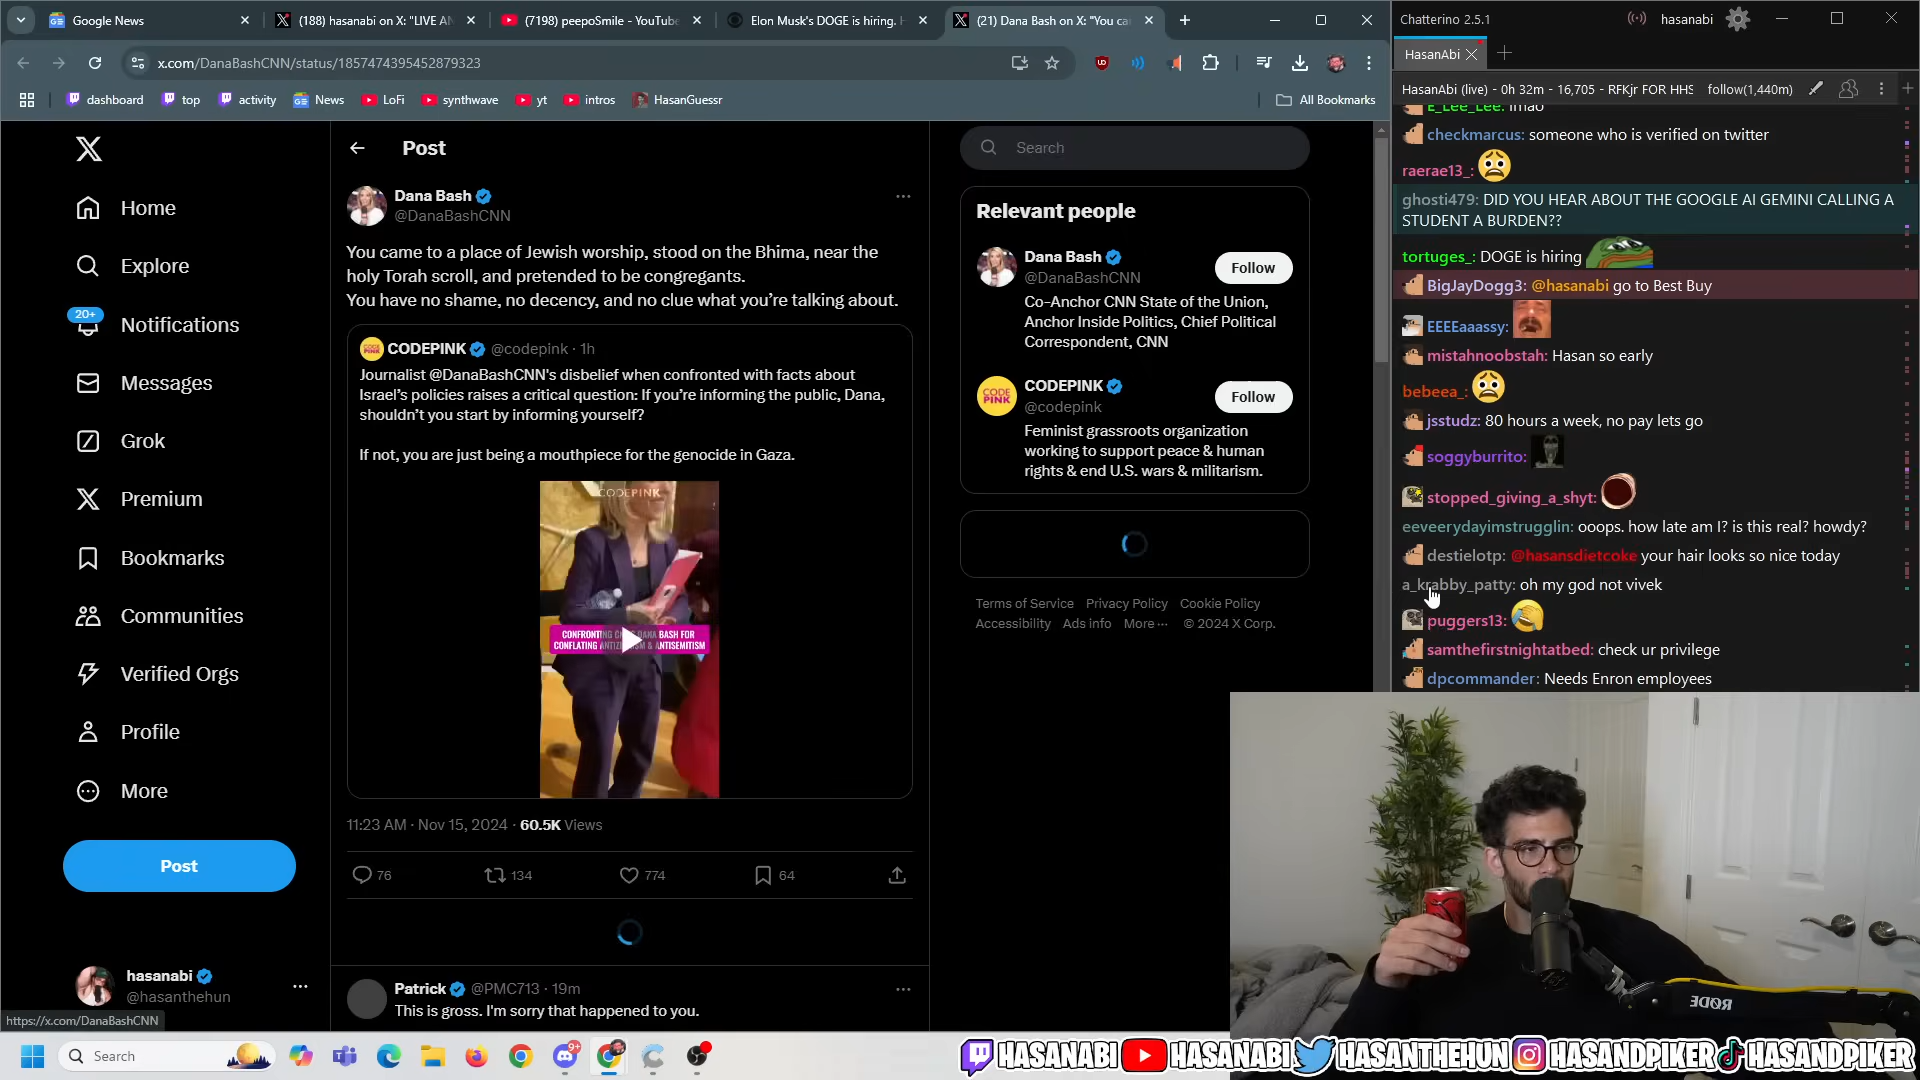 Google News
(188) hasanabi on X: "LIVE AN
(7198) peepoSmile - YouTube
Elon Musk's DOGE is hiring. H
(21) Dana Bash on X: "You ca
x.com/DanaBashCNN/status/1857474395452879323
dashboard
top
activity
News
LoFi
synthwave
yt
intros
HasanGuessr
All Bookmarks
Home
Explore
20+
Notifications
Messages
Grok
Premium
Bookmarks
Communities
Verified Orgs
Profile
More
Post
hasanabi
@hasanthehun
https://x.com/DanaBashCNN
Post
Dana Bash
@DanaBashCNN
You came to a place of Jewish worship, stood on the Bhima, near the
holy Torah scroll, and pretended to be congregants.
You have no shame, no decency, and no clue what you're talking about.
CODEPINK @codepink · 1h
Journalist @DanaBashCNN's disbelief when confronted with facts about
Israel's policies raises a critical question: If you're informing the public, Dana,
shouldn't you start by informing yourself?
If not, you are just being a mouthpiece for the genocide in Gaza.
CODEPINK
CONFRONTING CNN'S DANA BASH FOR
CONFLATING ANTIZIONISM & ANTISEMITISM
11:23 AM · Nov 15, 2024 · 60.5K Views
76
134
774
64
Patrick @PMC713 · 19m
This is gross. I'm sorry that happened to you.
Search
Relevant people
Dana Bash
@DanaBashCNN
Follow
Co-Anchor CNN State of the Union,
Anchor Inside Politics, Chief Political
Correspondent, CNN
CODEPINK
@codepink
Follow
Feminist grassroots organization
working to support peace & human
rights & end U.S. wars & militarism.
Terms of Service Privacy Policy Cookie Policy
Accessibility Ads info More ··· © 2024 X Corp.
Chatterino 2.5.1
hasanabi
HasanAbi
HasanAbi (live) - 0h 32m - 16,705 - RFKjr FOR HHS
follow(1,440m)
E_Lee_Lee: lmao
checkmarcus: someone who is verified on twitter
raerae13_:
ghosti479: DID YOU HEAR ABOUT THE GOOGLE AI GEMINI CALLING A
STUDENT A BURDEN??
tortuges_: DOGE is hiring
BigJayDogg3: @hasanabi go to Best Buy
EEEEaaassy:
mistahnoobstah: Hasan so early
bebeea_:
jsstudz: 80 hours a week, no pay lets go
soggyburrito:
stopped_giving_a_shyt:
eeveerydayimstrugglin: ooops. how late am I? is this real? howdy?
destielotp: @hasansdietcoke your hair looks so nice today
a_krabby_patty: oh my god not vivek
puggers13:
samthefirstnightatbed: check ur privilege
dpcommander: Needs Enron employees
RØDE
Search
9+
HASANABI HASANABI HASANTHEHUN HASANDPIKER HASANDPIKER